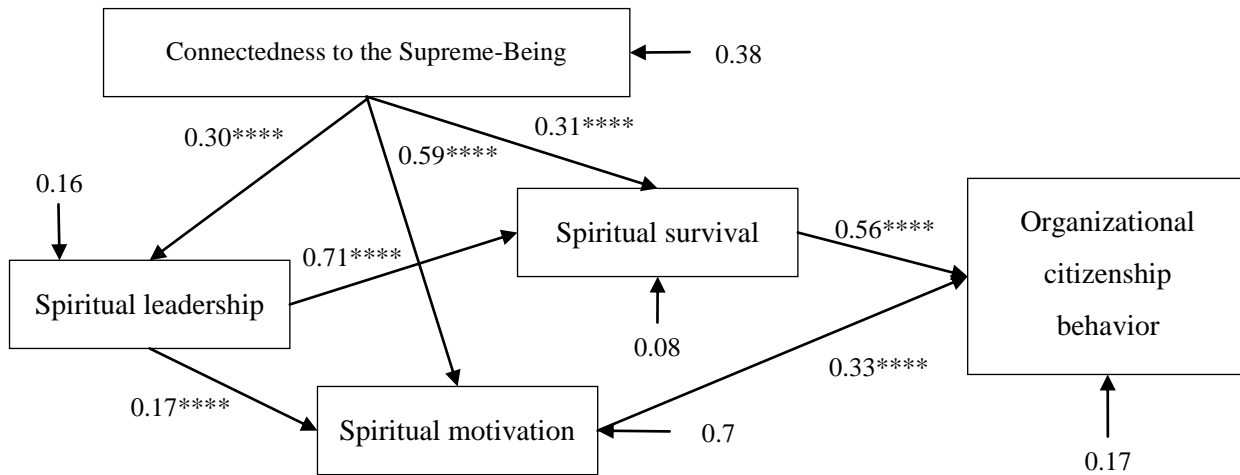 Connectedness to the Supreme-Being
0.38
0.30****
0.31****
0.59****
0.16
Spiritual survival
Organizational
citizenship
behavior
0.56****
0.71****
Spiritual leadership
0.08
0.33****
0.17****
Spiritual motivation
0.7
0.17